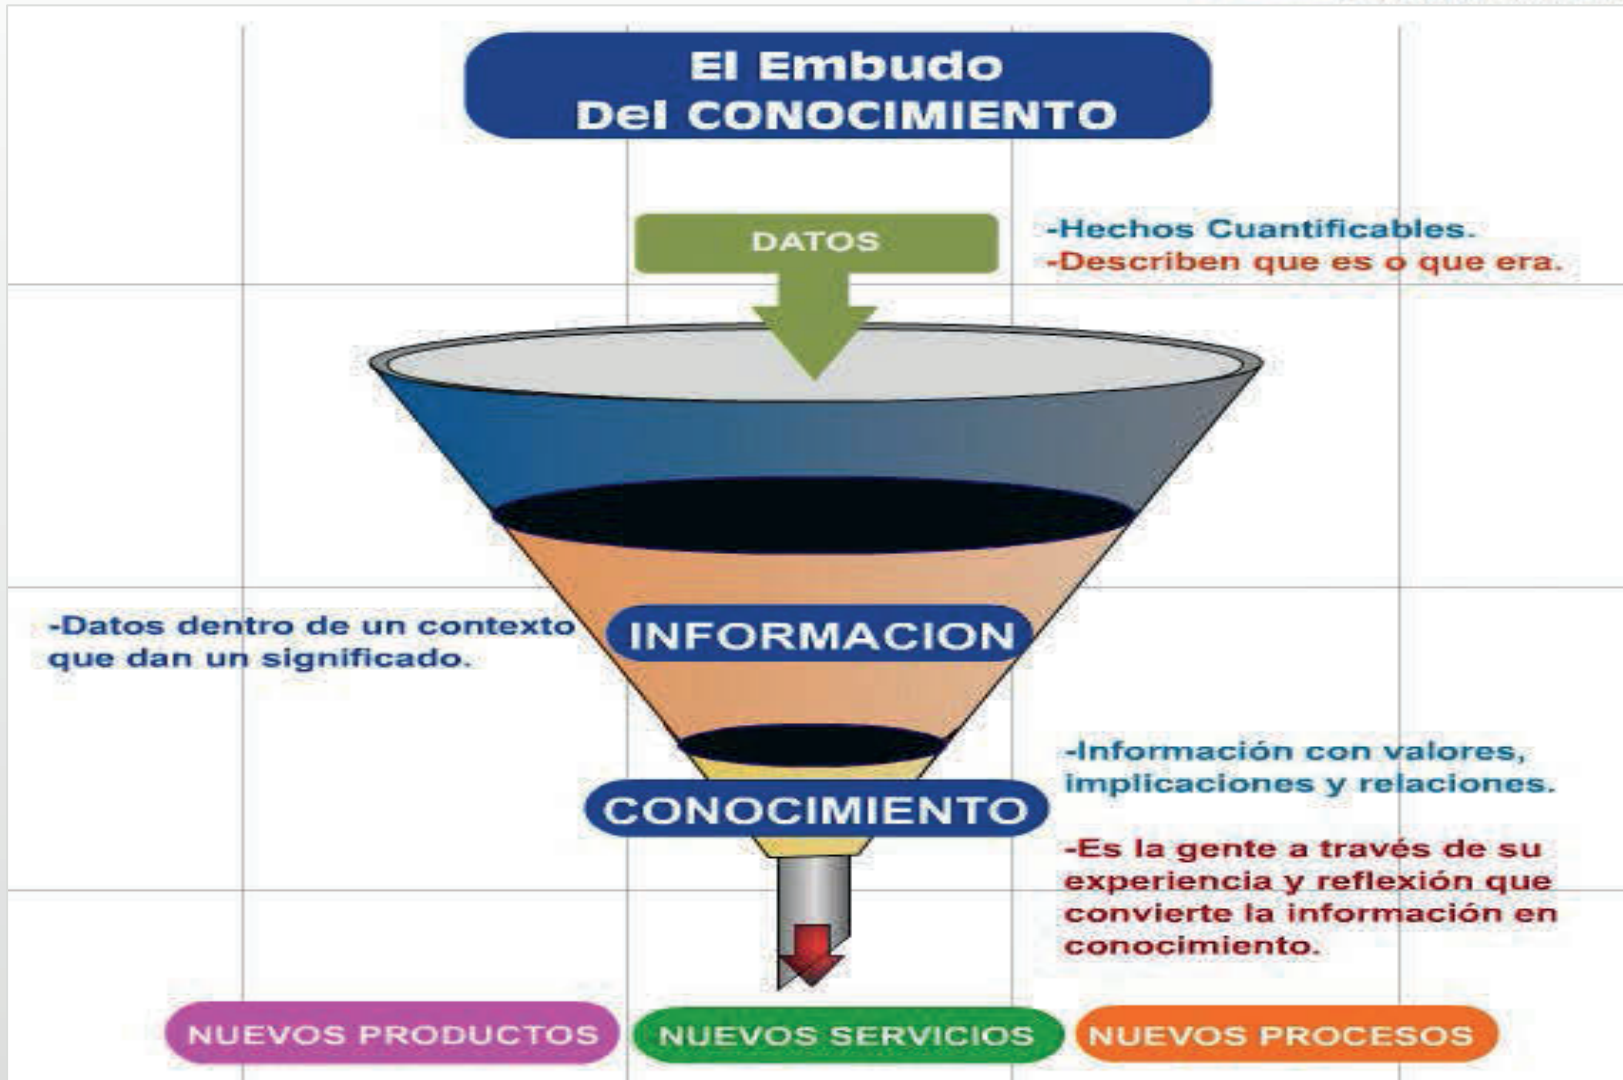 El Embudo
Del CONOCIMIENTO
DATOS
-Hechos Cuantificables.
-Describen que es o que era.
-Datos dentro de un contexto
que dan un significado.
INFORMACION
-Información con valores,
implicaciones y relaciones.
CONOCIMIENTO
-Es la gente a través de su
experiencia y reflexión que
convierte la información en
conocimiento.
NUEVOS PRODUCTOS
NUEVOS SERVICIOS
NUEVOS PROCESOS